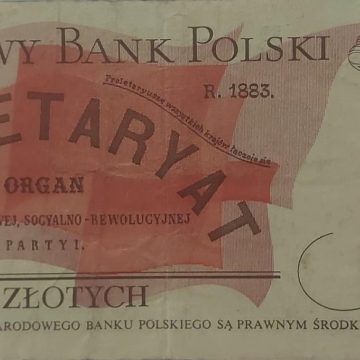 WY BANK POLSKI
Proletaryusze wszystkich krajów łączcie się
R. 1883.
ETARYAT
ORGAN
WEJ, SOCYALNO-REWOLUCYJNEJ
PARTYI.
ZŁOTYCH
ARODOWEGO BANKU POLSKIEGO SĄ PRAWNYM ŚRODK